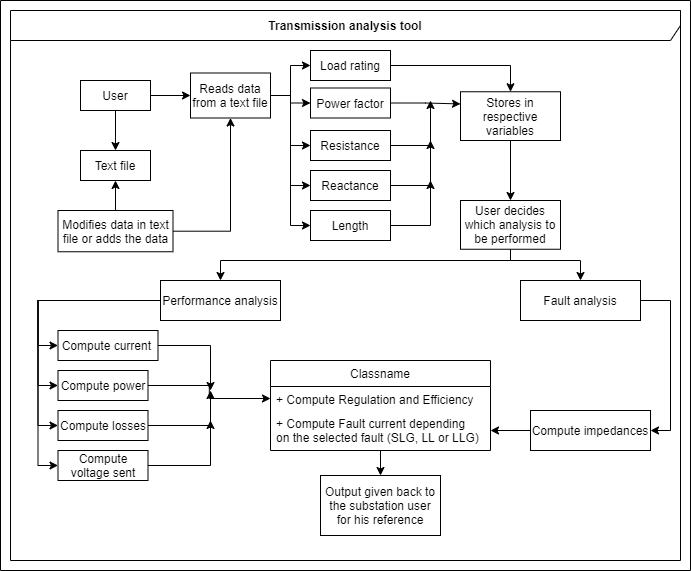 Transmission analysis tool
User
Reads data
from a text file
Load rating
Power factor
Resistance
Reactance
Length
Stores in
respective
variables
Text file
Modifies data in text
file or adds the data
User decides
which analysis to
be performed
Performance analysis
Fault analysis
Compute current
Compute power
Compute losses
Compute
voltage sent
Classname
+ Compute Regulation and Efficiency
+ Compute Fault current depending
on the selected fault (SLG, LL or LLG)
Compute impedances
Output given back to
the substation user
for his reference